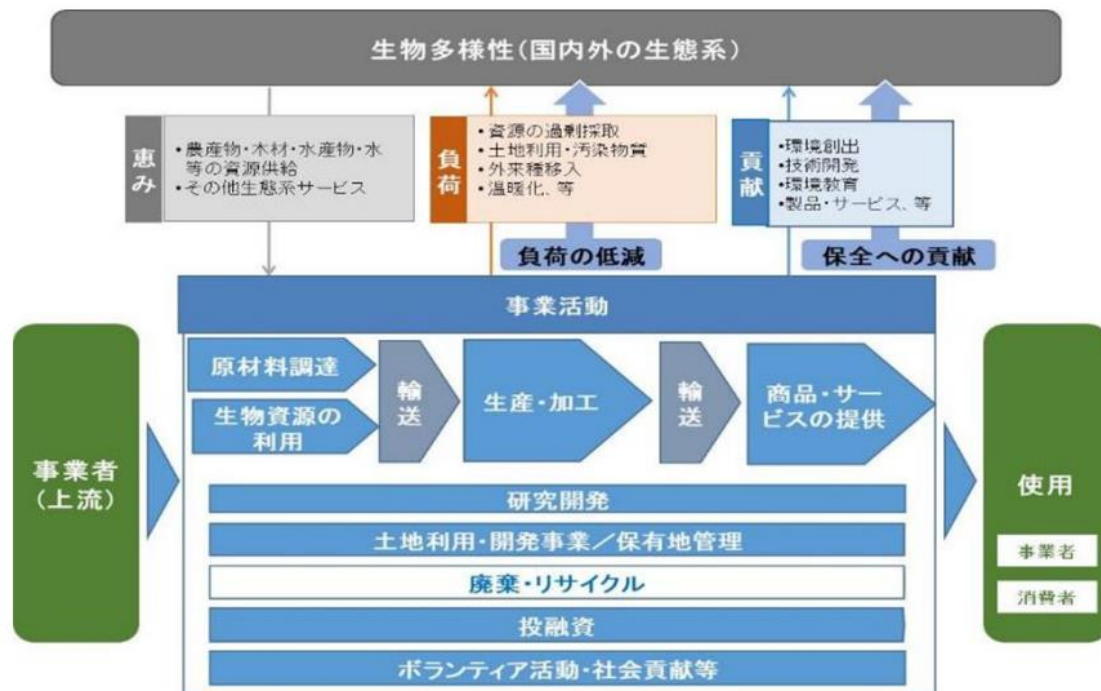 生物多様性(国内外の生態系)
恵み
・農産物・木材・水産物・水
等の資源供給
・その他生態系サービス
負荷
・資源の過剰採取
・土地利用・汚染物質
・外来種移入
・温暖化、等
貢献
・環境創出
・技術開発
・環境教育
・製品・サービス、等
負荷の低減
保全への貢献
事業活動
事業者
(上流)
原材料調達
生物資源の
利用
輸送
生産・加工
輸送
商品・サー
ビスの提供
研究開発
土地利用・開発事業/保有地管理
廃棄・リサイクル
投融資
ボランティア活動・社会貢献等
使用
事業者
消費者